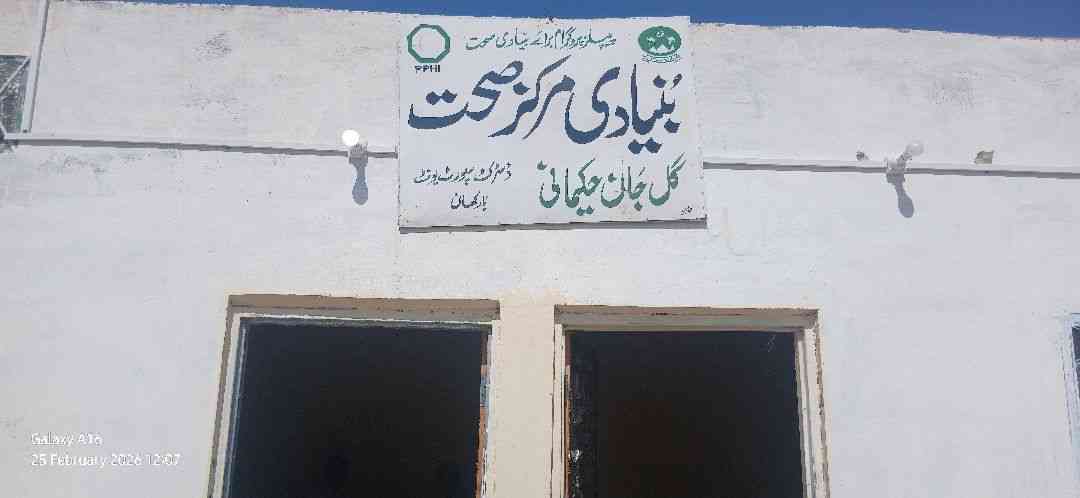 پیپلز پروگرام برائے بنیادی صحت
PPHI
بُنیادی مرکز صحت
گل جان حیکمانی
ڈسٹرکٹ سپورٹ یونٹ
بارکھان
Galaxy A16
25 February 2026 12:07